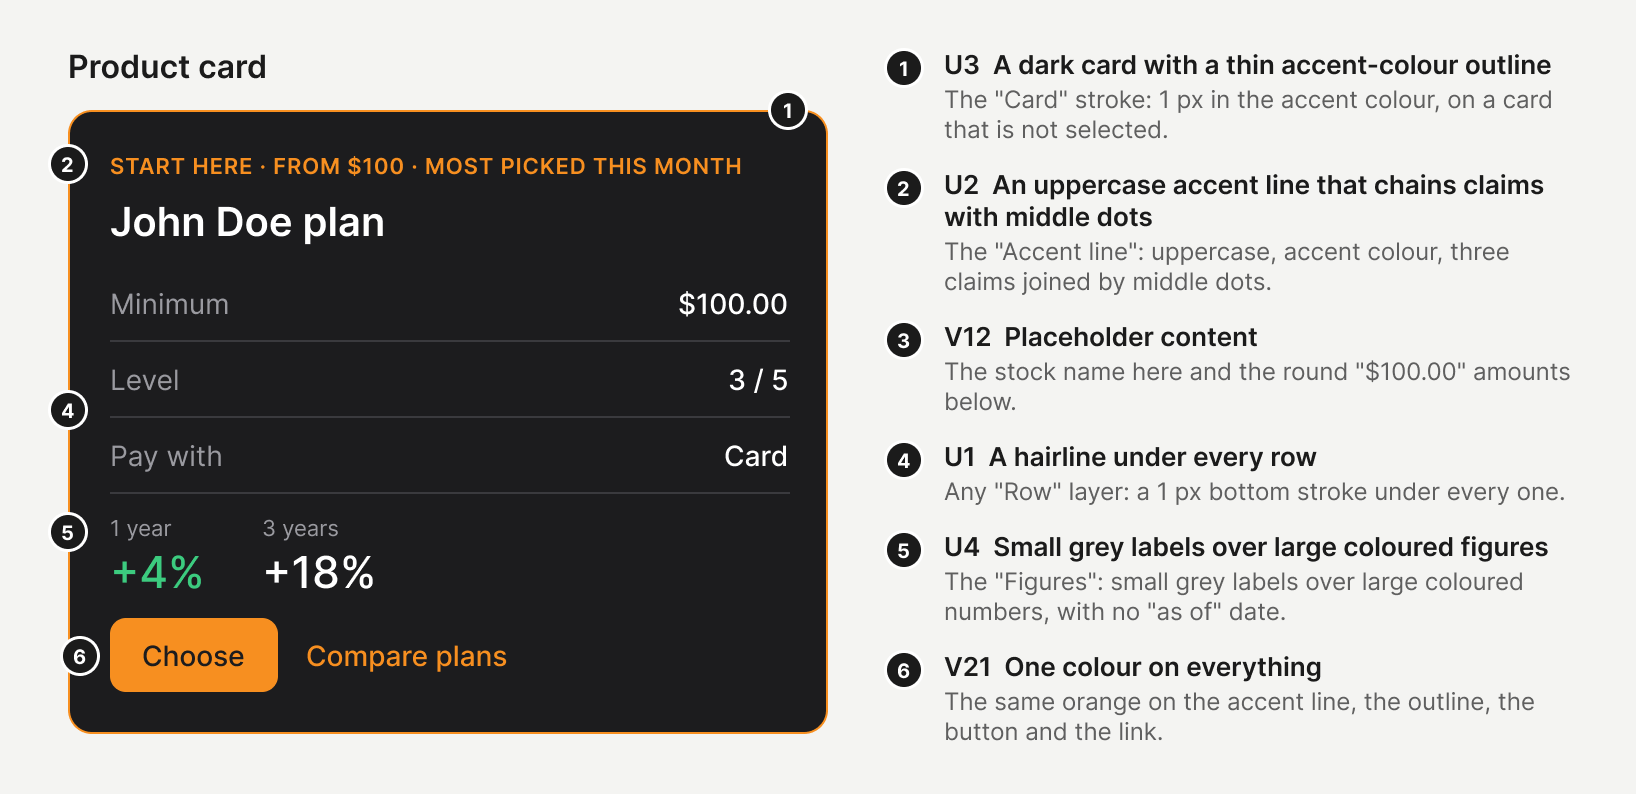 Product card
1
2
START HERE · FROM $100 · MOST PICKED THIS MONTH
John Doe plan
Minimum $100.00
Level 3 / 5
4
Pay with Card
5
1 year 3 years
+4% +18%
6
Choose Compare plans
1 U3 A dark card with a thin accent-colour outline
The "Card" stroke: 1 px in the accent colour, on a card
that is not selected.
2 U2 An uppercase accent line that chains claims
with middle dots
The "Accent line": uppercase, accent colour, three
claims joined by middle dots.
3 V12 Placeholder content
The stock name here and the round "$100.00" amounts
below.
4 U1 A hairline under every row
Any "Row" layer: a 1 px bottom stroke under every one.
5 U4 Small grey labels over large coloured figures
The "Figures": small grey labels over large coloured
numbers, with no "as of" date.
6 V21 One colour on everything
The same orange on the accent line, the outline, the
button and the link.